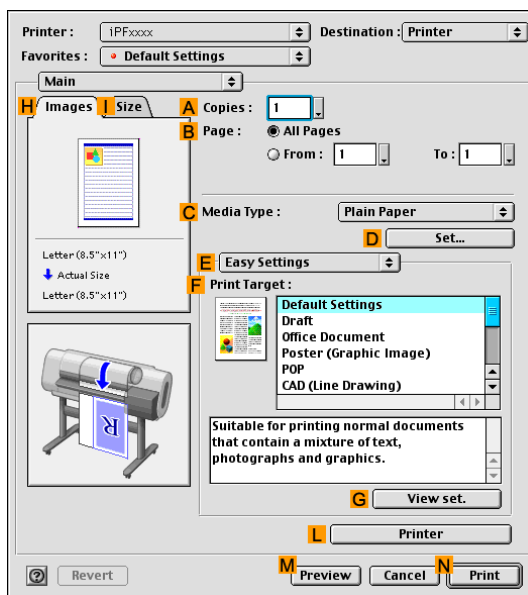 Printer : iPFxxxx Destination : Printer
Favorites : Default Settings
Main
H Images I Size
A Copies : 1
B Page : All Pages
From : 1 To : 1
C Media Type : Plain Paper
D Set...
Letter (8.5"x11")
Actual Size
Letter (8.5"x11")
E Easy Settings
F Print Target :
Default Settings
Draft
Office Document
Poster (Graphic Image)
POP
CAD (Line Drawing)
R
Suitable for printing normal documents
that contain a mixture of text,
photographs and graphics.
G View set.
L Printer
? Revert M Preview Cancel N Print